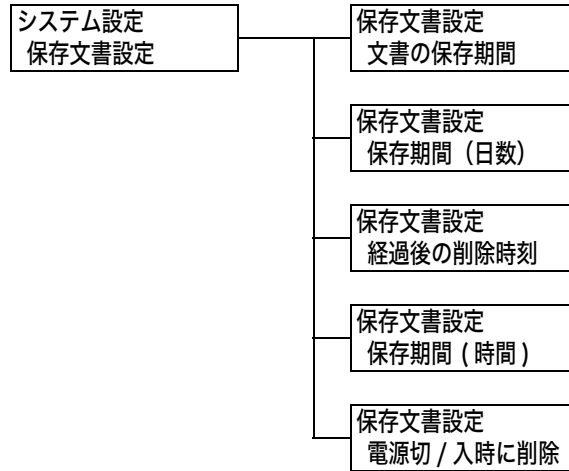 システム設定
保存文書設定
保存文書設定
文書の保存期間
保存文書設定
保存期間（日数）
保存文書設定
経過後の削除時刻
保存文書設定
保存期間 ( 時間 )
保存文書設定
電源切 / 入時に削除